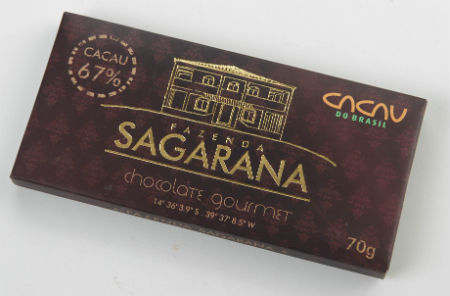 CACAU
67%
CACAU
DO BRASIL
FAZENDA
SAGARANA
chocolate gourmet
14° 36' 3.9" S 39° 37' 8.5" W
70g